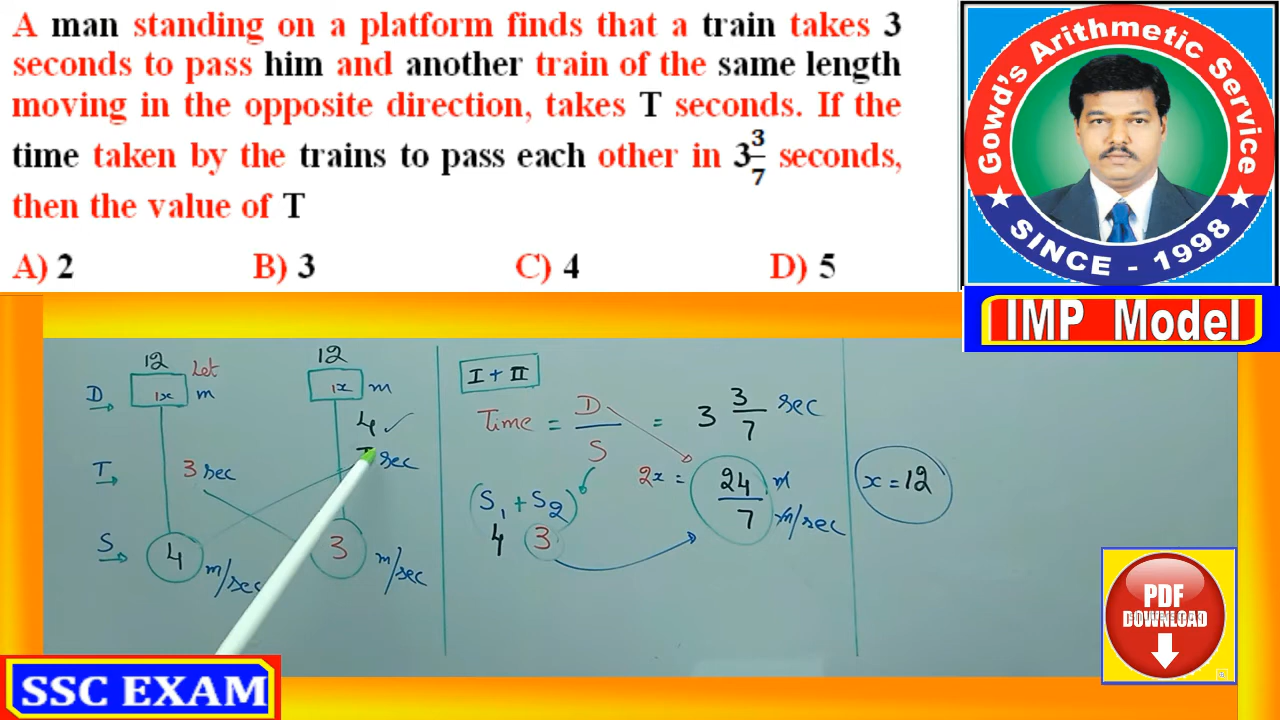 A man standing on a platform finds that a train takes 3
seconds to pass him and another train of the same length
moving in the opposite direction, takes T seconds. If the
time taken by the trains to pass each other in 3 3/7 seconds,
then the value of T
A) 2 B) 3 C) 4 D) 5
Gowd's Arithmetic Service
★ SINCE - 1998 ★
IMP Model
12 Let 12
D 1x m 1x m
4 ✓
T 3 sec T sec
S 4 m/sec 3 m/sec
I + II
Time = D/S = 3 3/7 sec
2x = 24/7 m m/sec
(S₁ + S₂)
4 3
x = 12
PDF
DOWNLOAD
SSC EXAM